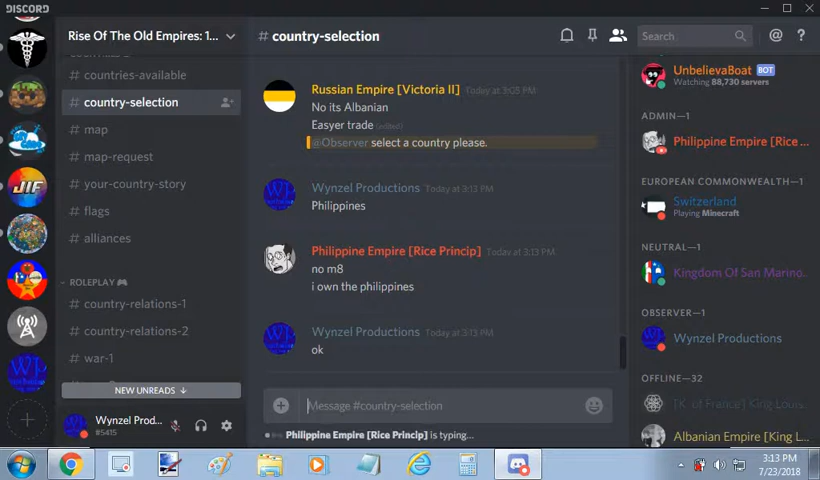 DISCORD
Rise Of The Old Empires: 1...
# country-selection
Search
# countries-available
# country-selection
# map
# map-request
# your-country-story
# flags
# alliances
ROLEPLAY
# country-relations-1
# country-relations-2
# war-1
NEW UNREADS ↓
Wynzel Prod...
#5415
Russian Empire [Victoria II] Today at 3:05 PM
No its Albanian
Easyer trade (edited)
@Observer select a country please.
Wynzel Productions Today at 3:13 PM
Philippines
Philippine Empire [Rice Princip] Today at 3:13 PM
no m8
i own the philippines
Wynzel Productions Today at 3:13 PM
ok
Message #country-selection
Philippine Empire [Rice Princip] is typing...
UnbelievaBoat BOT
Watching 88,730 servers
ADMIN—1
Philippine Empire [Rice ...
EUROPEAN COMMONWEALTH—1
Switzerland
Playing Minecraft
NEUTRAL—1
Kingdom Of San Marino...
OBSERVER—1
Wynzel Productions
OFFLINE—32
[K. of France] King Louis...
Albanian Empire [King L...
JIF
WP
3:13 PM
7/23/2018